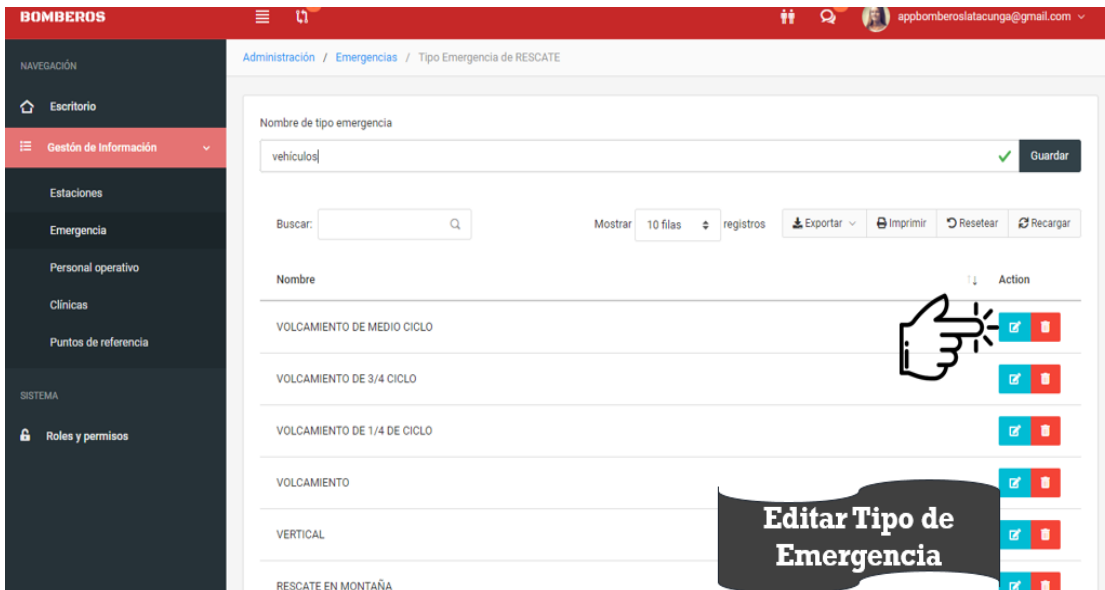 BOMBEROS
appbomberoslatacunga@gmail.com
NAVEGACIÓN
Escritorio
Gestón de Información
Estaciones
Emergencia
Personal operativo
Clínicas
Puntos de referencia
SISTEMA
Roles y permisos
Administración / Emergencias / Tipo Emergencia de RESCATE
Nombre de tipo emergencia
vehículos
Guardar
Buscar: Mostrar 10 filas registros Exportar Imprimir Resetear Recargar
Nombre Action
VOLCAMIENTO DE MEDIO CICLO
VOLCAMIENTO DE 3/4 CICLO
VOLCAMIENTO DE 1/4 DE CICLO
VOLCAMIENTO
VERTICAL
RESCATE EN MONTAÑA
Editar Tipo de
Emergencia